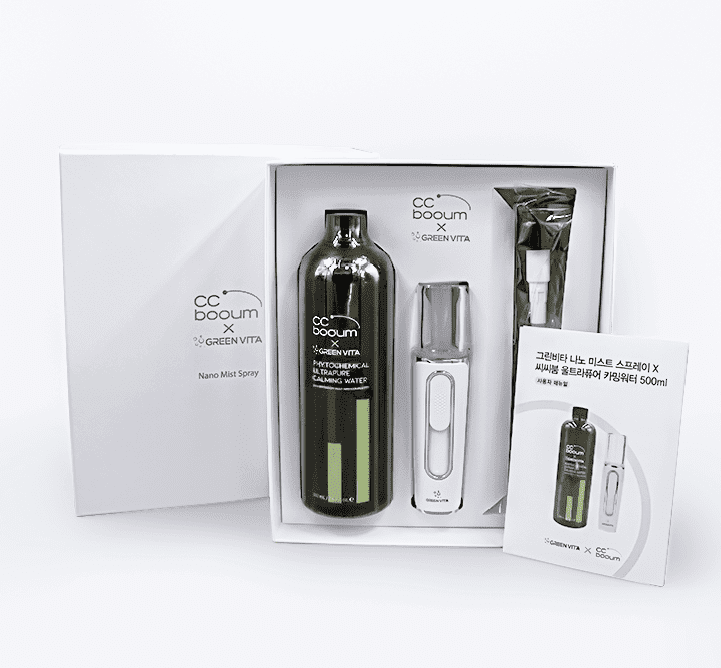 CC
booum
X
GREEN VITA
Nano Mist Spray
CC
booum
X
GREEN VITA
CC
booum
X
GREEN VITA
PHYTOCHEMICAL
ULTRAPURE
CALMING WATER
GREEN VITA
그린비타 나노 미스트 스프레이 X
씨씨붐 울트라퓨어 카밍워터 500ml
사용자 매뉴얼
CC
booum
GREEN VITA X CC booum